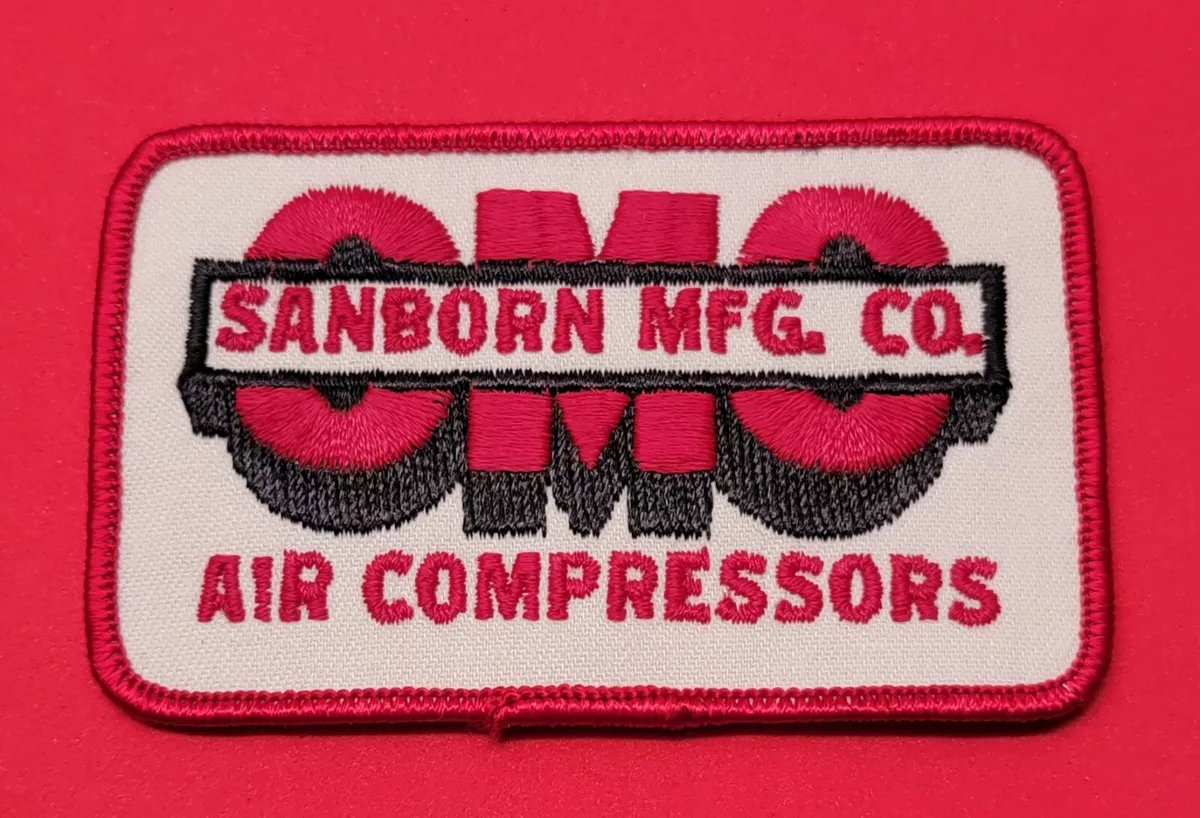 SMC
SANBORN MFG. CO.
AIR COMPRESSORS